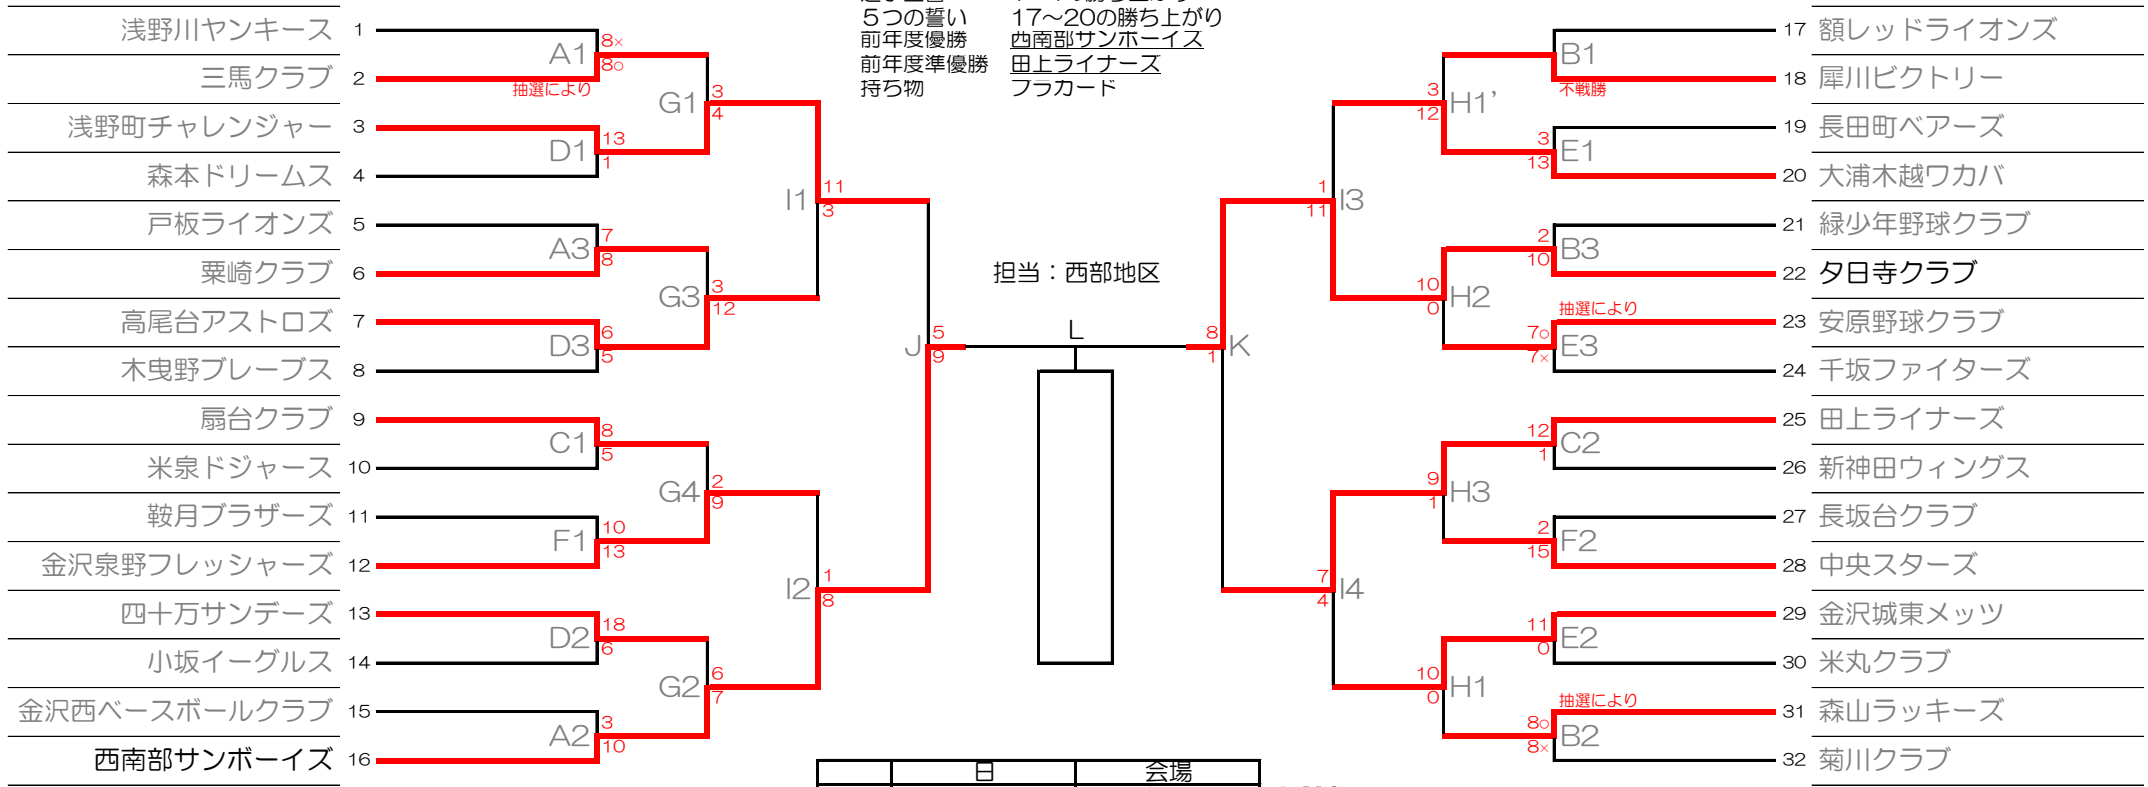 5つの誓い 17～20の勝ち上がり
前年度優勝 西南部サンボーイズ
前年度準優勝 田上ライナーズ
持ち物 プラカード
浅野川ヤンキース 1
三馬クラブ 2
浅野町チャレンジャー 3
森本ドリームス 4
戸板ライオンズ 5
粟崎クラブ 6
高尾台アストロズ 7
木曳野ブレーブス 8
扇台クラブ 9
米泉ドジャース 10
鞍月ブラザーズ 11
金沢泉野フレッシャーズ 12
四十万サンデーズ 13
小坂イーグルス 14
金沢西ベースボールクラブ 15
西南部サンボーイズ 16
A1 8×
8○
抽選により
D1 13
1
A3 7
8
D3 6
5
C1 8
5
F1 10
13
D2 18
6
A2 3
10
G1 3
4
G3 3
12
G4 2
9
G2 6
7
I1 11
3
I2 1
8
J 5
9
担当：西部地区
L
8 K
1
1 I3
11
7 I4
4
3 H1'
12
10 H2
0
9 H3
1
10 H1
0
B1
不戦勝
3 E1
13
2 B3
10
抽選により
7○ E3
7×
12 C2
1
2 F2
15
11 E2
0
抽選により
8○ B2
8×
17 額レッドライオンズ
18 犀川ビクトリー
19 長田町ベアーズ
20 大浦木越ワカバ
21 緑少年野球クラブ
22 夕日寺クラブ
23 安原野球クラブ
24 千坂ファイターズ
25 田上ライナーズ
26 新神田ウィングス
27 長坂台クラブ
28 中央スターズ
29 金沢城東メッツ
30 米丸クラブ
31 森山ラッキーズ
32 菊川クラブ
日 会場